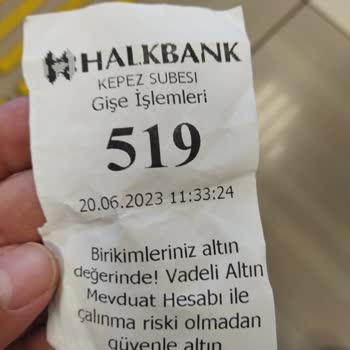 HALKBANK
KEPEZ SUBESI
Gişe İşlemleri
519
20.06.2023 11:33:24
Birikimleriniz altın
değerinde! Vadeli Altın
Mevduat Hesabı ile
çalınma riski olmadan
güvenle altın